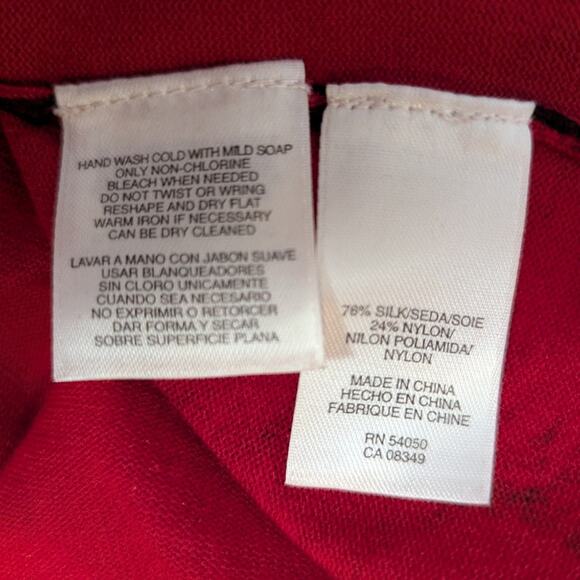 HAND WASH COLD WITH MILD SOAP
ONLY NON-CHLORINE
BLEACH WHEN NEEDED
DO NOT TWIST OR WRING
RESHAPE AND DRY FLAT
WARM IRON IF NECESSARY
CAN BE DRY CLEANED
LAVAR A MANO CON JABON SUAVE
USAR BLANQUEADORES
SIN CLORO UNICAMENTE
CUANDO SEA NECESARIO
NO EXPRIMIR O RETORCER
DAR FORMA Y SECAR
SOBRE SUPERFICIE PLANA
76% SILK/SEDA/SOIE
24% NYLON/
NILON POLIAMIDA/
NYLON
MADE IN CHINA
HECHO EN CHINA
FABRIQUE EN CHINE
RN 54050
CA 08349